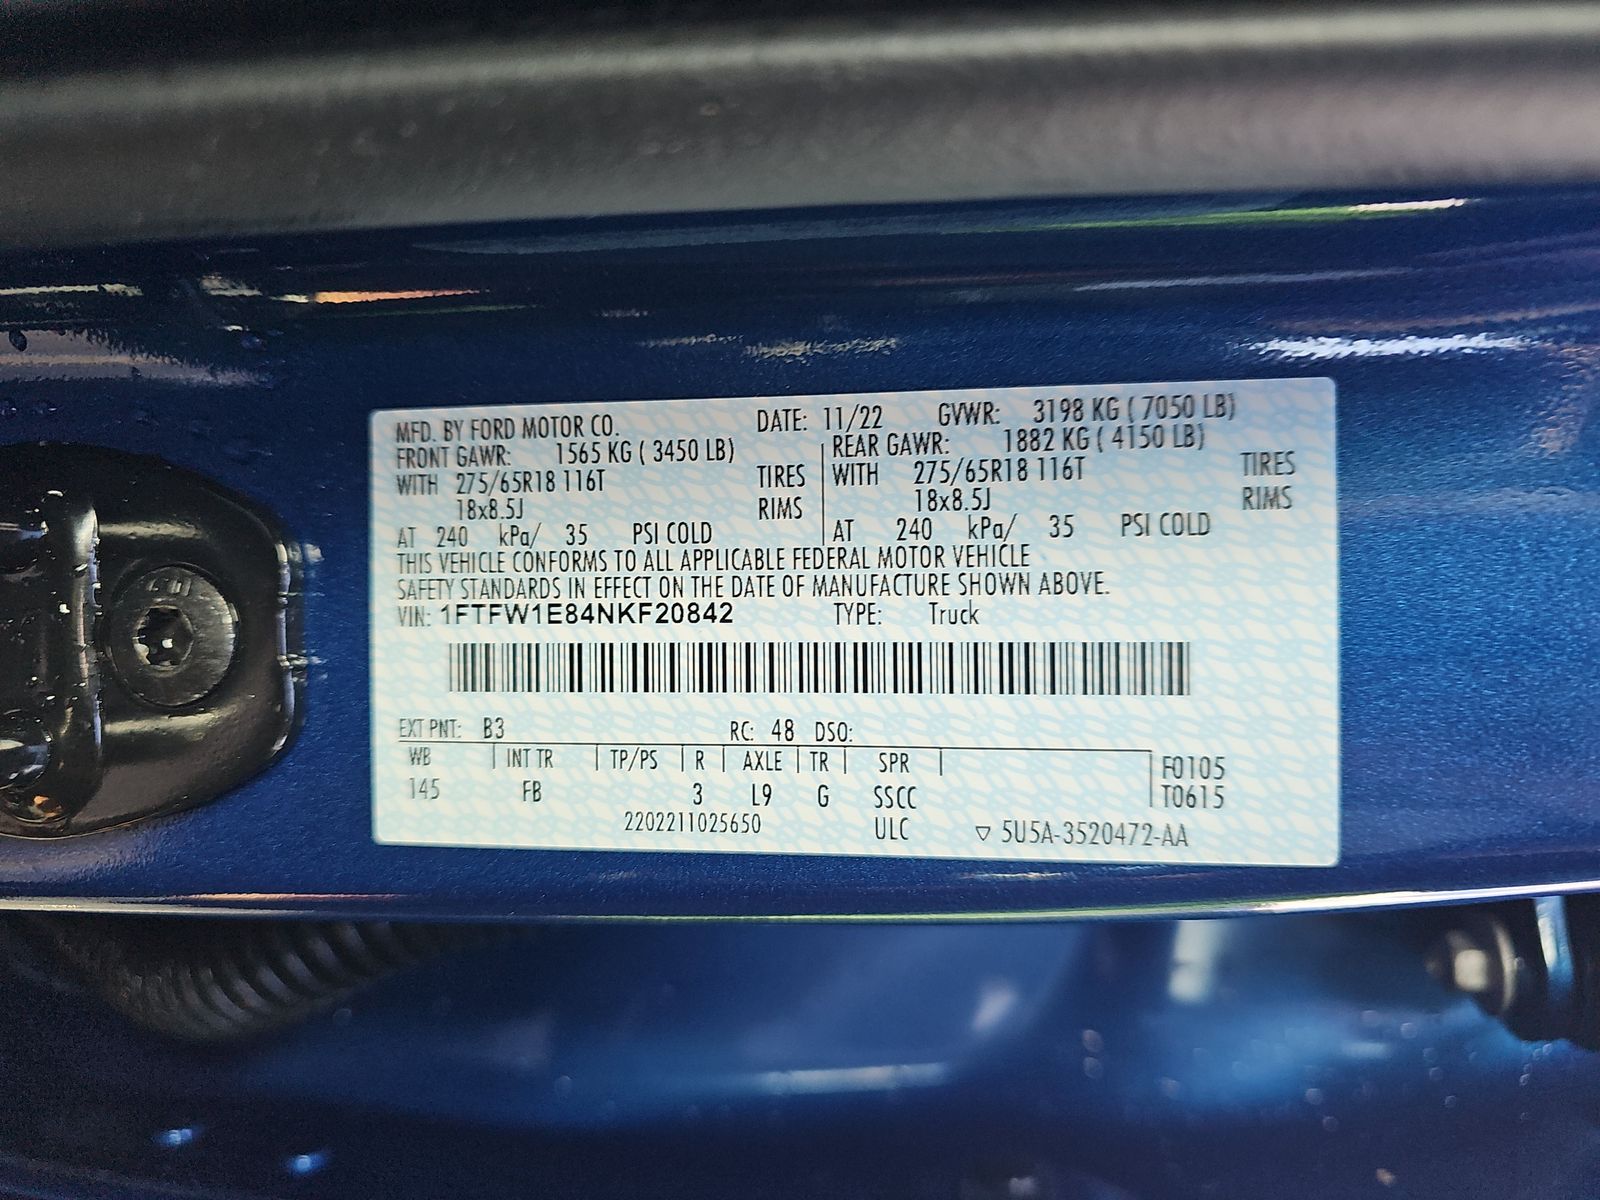 MFD. BY FORD MOTOR CO. DATE: 11/22 GVWR: 3198 KG ( 7050 LB)
FRONT GAWR: 1565 KG ( 3450 LB) REAR GAWR: 1882 KG ( 4150 LB)
WITH 275/65R18 116T TIRES WITH 275/65R18 116T TIRES
18x8.5J RIMS 18x8.5J RIMS
AT 240 kPa/ 35 PSI COLD AT 240 kPa/ 35 PSI COLD
THIS VEHICLE CONFORMS TO ALL APPLICABLE FEDERAL MOTOR VEHICLE
SAFETY STANDARDS IN EFFECT ON THE DATE OF MANUFACTURE SHOWN ABOVE.
VIN: 1FTFW1E84NKF20842 TYPE: Truck
EXT PNT: B3 RC: 48 DSO:
WB INT TR TP/PS R AXLE TR SPR F0105
145 FB 3 L9 G SSCC T0615
2202211025650 ULC ▽ 5U5A-3520472-AA